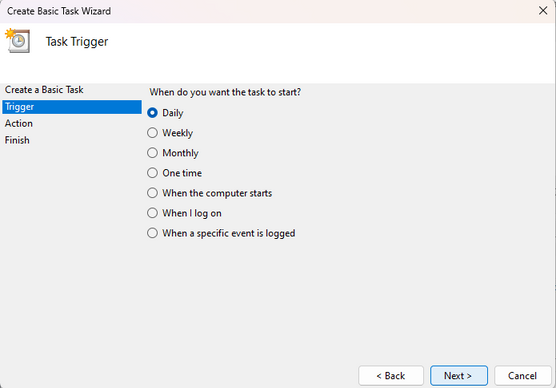 Create Basic Task Wizard
Task Trigger
Create a Basic Task
Trigger
Action
Finish
When do you want the task to start?
Daily
Weekly
Monthly
One time
When the computer starts
When I log on
When a specific event is logged
< Back
Next >
Cancel